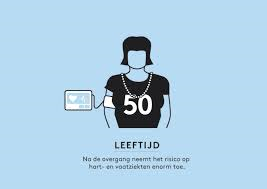 50
LEEFTIJD
Na de overgang neemt het risico op
hart- en vaatziekten enorm toe.